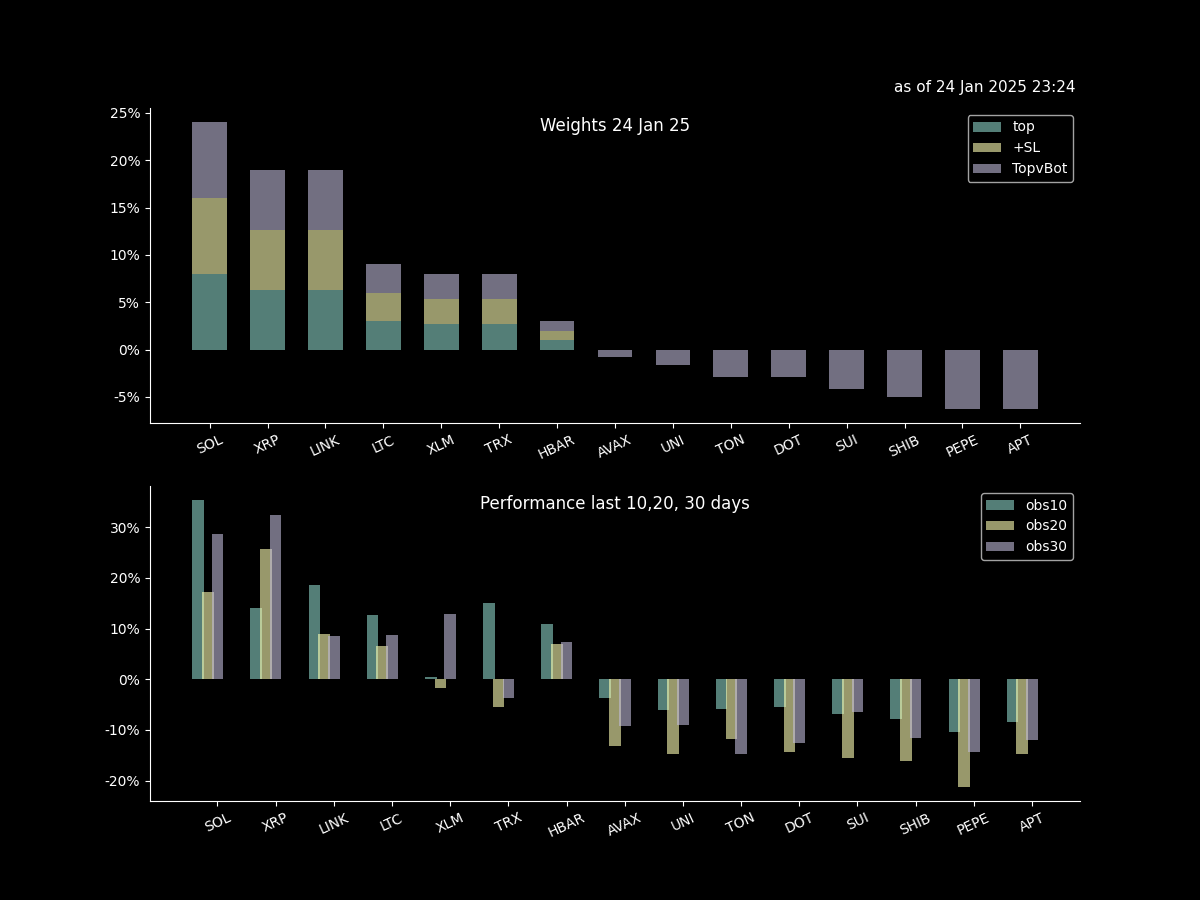 as of 24 Jan 2025 23:24
Weights 24 Jan 25
top
+SL
TopvBot
25%
20%
15%
10%
5%
0%
-5%
SOL XRP LINK LTC XLM TRX HBAR AVAX UNI TON DOT SUI SHIB PEPE APT
Performance last 10,20, 30 days
obs10
obs20
obs30
30%
20%
10%
0%
-10%
-20%
SOL XRP LINK LTC XLM TRX HBAR AVAX UNI TON DOT SUI SHIB PEPE APT